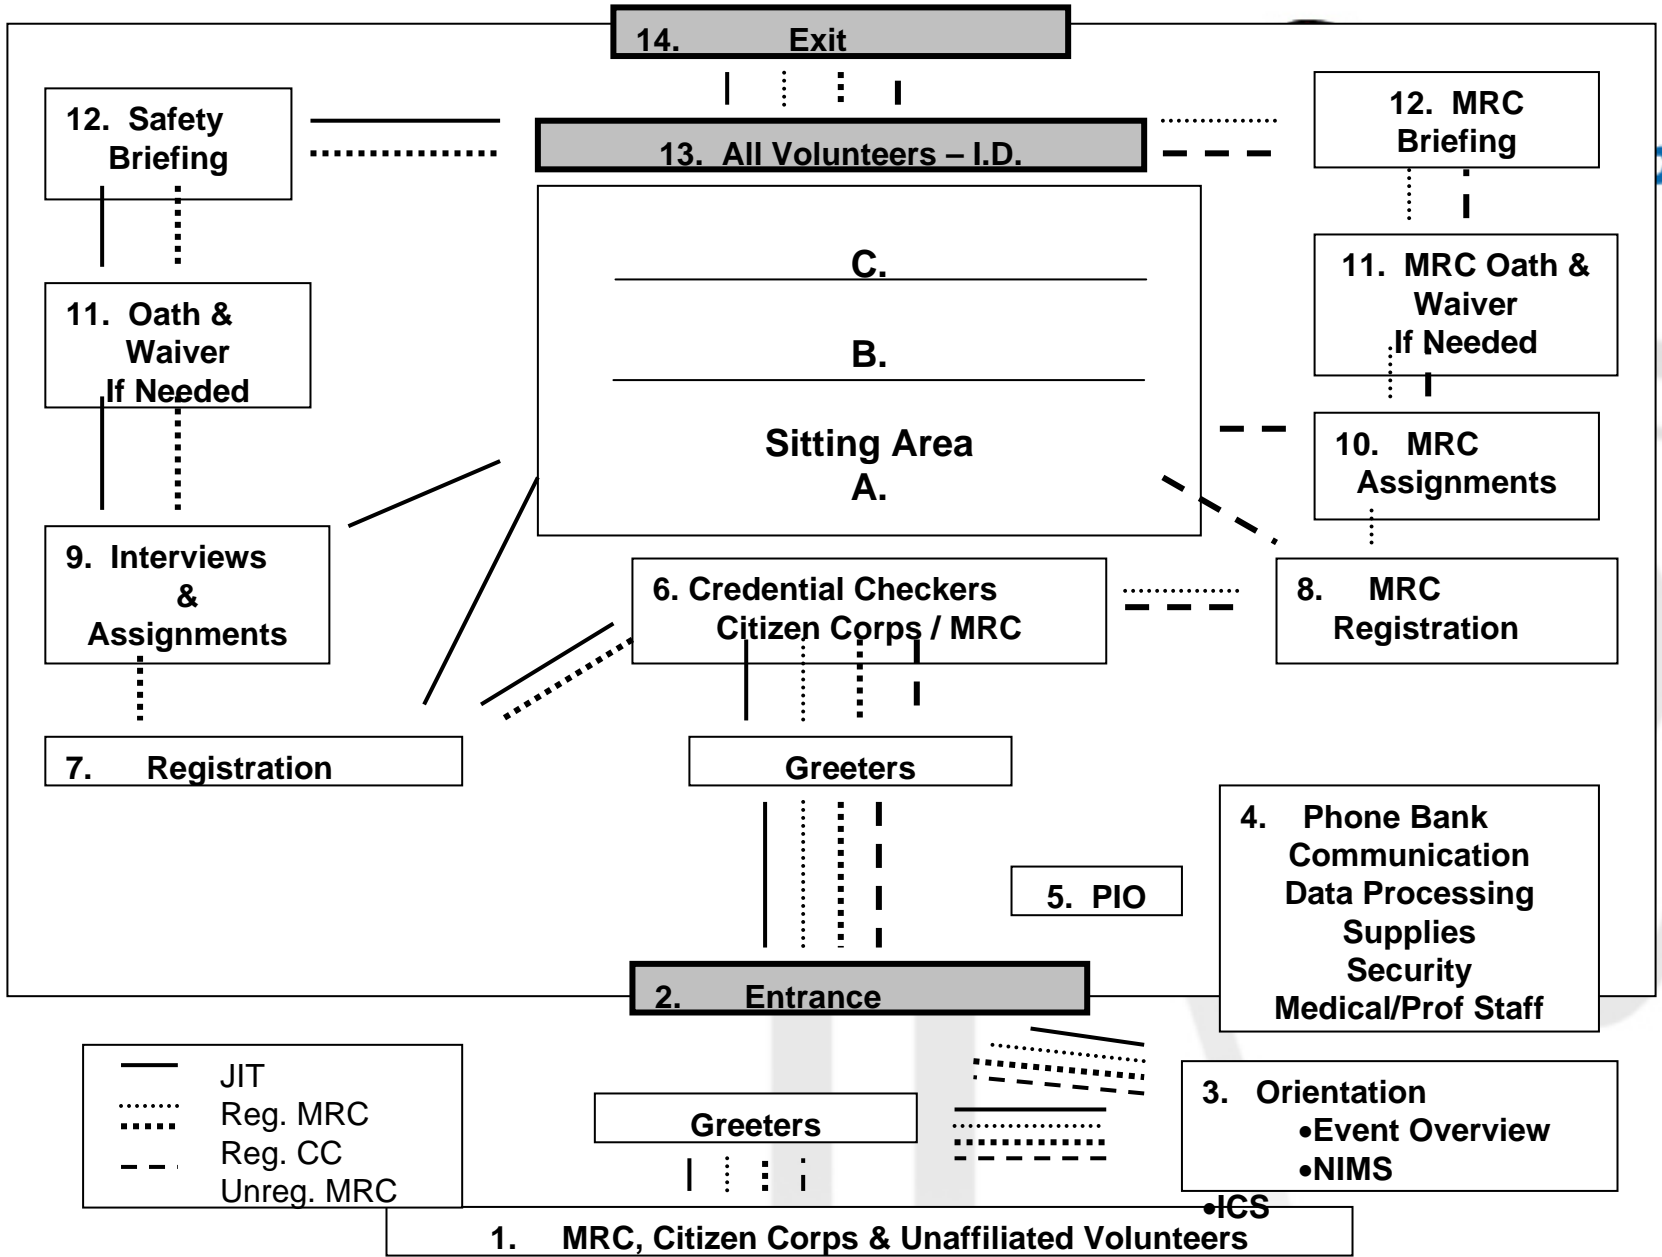 14. Exit
12. Safety
Briefing
13. All Volunteers – I.D.
12. MRC
Briefing
11. Oath &
Waiver
If Needed
C.
B.
Sitting Area
A.
11. MRC Oath &
Waiver
If Needed
10. MRC
Assignments
9. Interviews
&
Assignments
6. Credential Checkers
Citizen Corps / MRC
8. MRC
Registration
7. Registration
Greeters
4. Phone Bank
Communication
Data Processing
Supplies
Security
Medical/Prof Staff
5. PIO
2. Entrance
JIT
Reg. MRC
Reg. CC
Unreg. MRC
Greeters
3. Orientation
•Event Overview
•NIMS
•ICS
1. MRC, Citizen Corps & Unaffiliated Volunteers